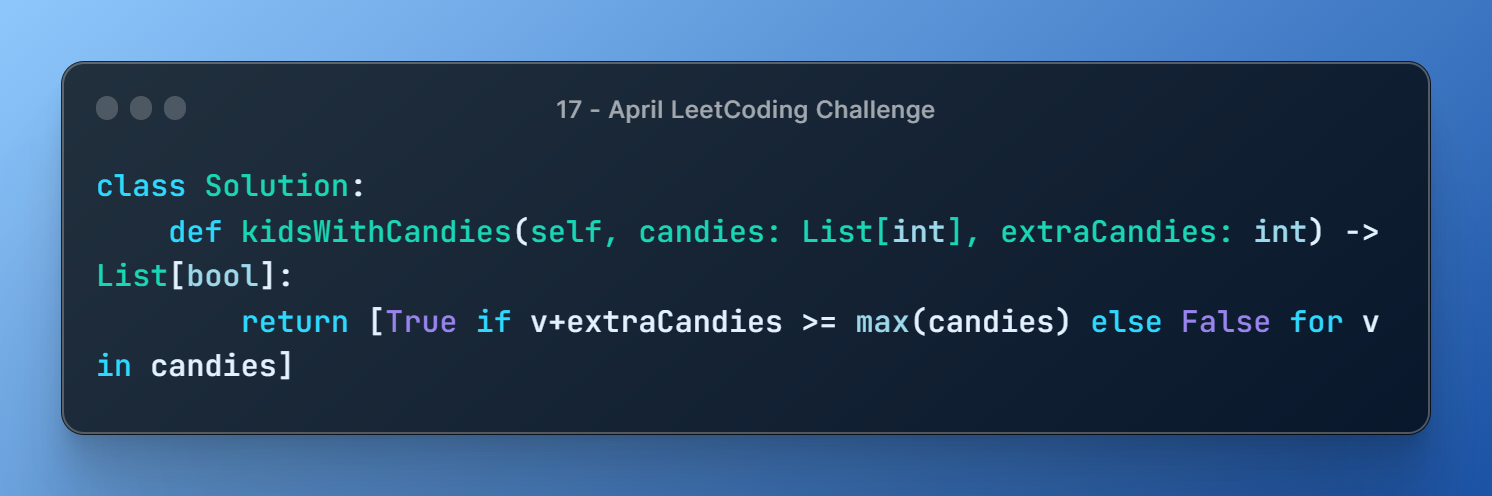 17 - April LeetCoding Challenge
class Solution:
    def kidsWithCandies(self, candies: List[int], extraCandies: int) ->
List[bool]:
        return [True if v+extraCandies >= max(candies) else False for v
in candies]